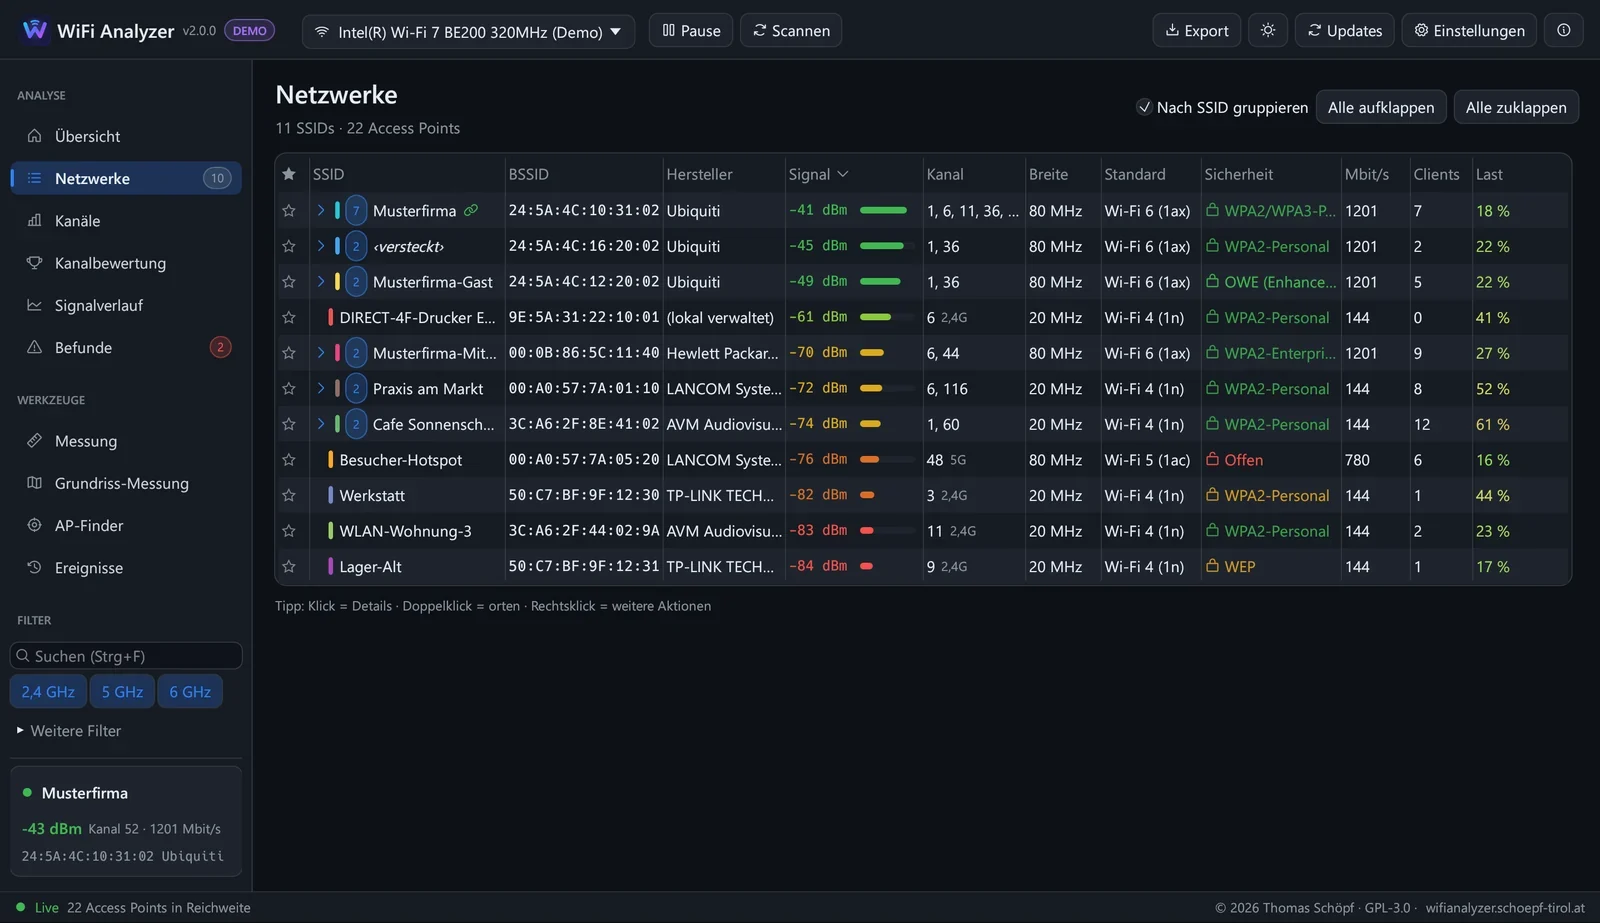 WiFi Analyzer v2.0.0 DEMO Intel(R) Wi-Fi 7 BE200 320MHz (Demo) Pause Scannen Export Updates Einstellungen
ANALYSE
Übersicht
Netzwerke 10
Kanäle
Kanalbewertung
Signalverlauf
Befunde 2
WERKZEUGE
Messung
Grundriss-Messung
AP-Finder
Ereignisse
FILTER
Suchen (Strg+F)
2,4 GHz 5 GHz 6 GHz
Weitere Filter
Musterfirma
-43 dBm Kanal 52 · 1201 Mbit/s
24:5A:4C:10:31:02 Ubiquiti
Netzwerke
11 SSIDs · 22 Access Points
Nach SSID gruppieren Alle aufklappen Alle zuklappen
SSID BSSID Hersteller Signal Kanal Breite Standard Sicherheit Mbit/s Clients Last
7 Musterfirma 24:5A:4C:10:31:02 Ubiquiti -41 dBm 1, 6, 11, 36, ... 80 MHz Wi-Fi 6 (1ax) WPA2/WPA3-P... 1201 7 18 %
2 ‹versteckt› 24:5A:4C:16:20:02 Ubiquiti -45 dBm 1, 36 80 MHz Wi-Fi 6 (1ax) WPA2-Personal 1201 2 22 %
2 Musterfirma-Gast 24:5A:4C:12:20:02 Ubiquiti -49 dBm 1, 36 80 MHz Wi-Fi 6 (1ax) OWE (Enhance... 1201 5 22 %
DIRECT-4F-Drucker E... 9E:5A:31:22:10:01 (lokal verwaltet) -61 dBm 6 2,4G 20 MHz Wi-Fi 4 (1n) WPA2-Personal 144 0 41 %
2 Musterfirma-Mit... 00:0B:86:5C:11:40 Hewlett Packar... -70 dBm 6, 44 80 MHz Wi-Fi 6 (1ax) WPA2-Enterpri... 1201 9 27 %
2 Praxis am Markt 00:A0:57:7A:01:10 LANCOM Syste... -72 dBm 6, 116 20 MHz Wi-Fi 4 (1n) WPA2-Personal 144 8 52 %
2 Cafe Sonnensch... 3C:A6:2F:8E:41:02 AVM Audiovisu... -74 dBm 1, 60 20 MHz Wi-Fi 4 (1n) WPA2-Personal 144 12 61 %
Besucher-Hotspot 00:A0:57:7A:05:20 LANCOM Syste... -76 dBm 48 5G 80 MHz Wi-Fi 5 (1ac) Offen 780 6 16 %
Werkstatt 50:C7:BF:9F:12:30 TP-LINK TECH... -82 dBm 3 2,4G 20 MHz Wi-Fi 4 (1n) WPA2-Personal 144 1 44 %
WLAN-Wohnung-3 3C:A6:2F:44:02:9A AVM Audiovisu... -83 dBm 11 2,4G 20 MHz Wi-Fi 4 (1n) WPA2-Personal 144 2 23 %
Lager-Alt 50:C7:BF:9F:12:31 TP-LINK TECH... -84 dBm 9 2,4G 20 MHz Wi-Fi 4 (1n) WEP 144 1 17 %
Tipp: Klick = Details · Doppelklick = orten · Rechtsklick = weitere Aktionen
Live 22 Access Points in Reichweite © 2026 Thomas Schöpf · GPL-3.0 · wifianalyzer.schoepf-tirol.at